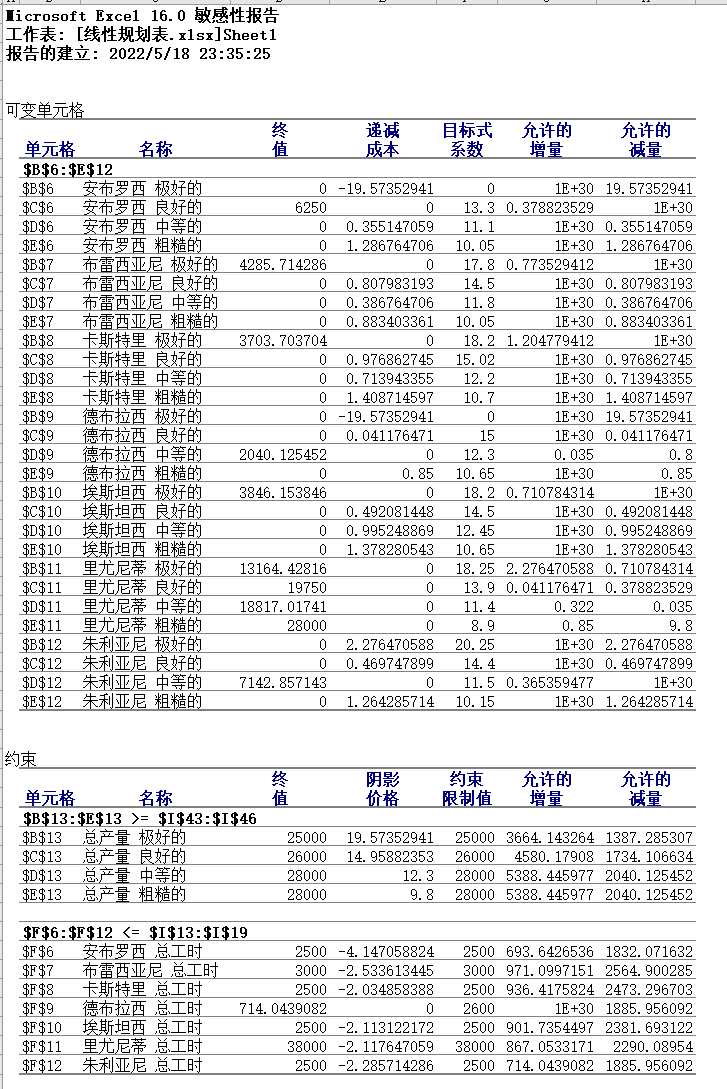 Microsoft Excel 16.0 敏感性报告
工作表: [线性规划表.xlsx]Sheet1
报告的建立: 2022/5/18 23:35:25
可变单元格
终 递减 目标式 允许的 允许的
单元格 名称 值 成本 系数 增量 减量
$B$6:$E$12
$B$6 安布罗西 极好的 0 -19.57352941 0 1E+30 19.57352941
$C$6 安布罗西 良好的 6250 0 13.3 0.378823529 1E+30
$D$6 安布罗西 中等的 0 0.355147059 11.1 1E+30 0.355147059
$E$6 安布罗西 粗糙的 0 1.286764706 10.05 1E+30 1.286764706
$B$7 布雷西亚尼 极好的 4285.714286 0 17.8 0.773529412 1E+30
$C$7 布雷西亚尼 良好的 0 0.807983193 14.5 1E+30 0.807983193
$D$7 布雷西亚尼 中等的 0 0.386764706 11.8 1E+30 0.386764706
$E$7 布雷西亚尼 粗糙的 0 0.883403361 10.05 1E+30 0.883403361
$B$8 卡斯特里 极好的 3703.703704 0 18.2 1.204779412 1E+30
$C$8 卡斯特里 良好的 0 0.976862745 15.02 1E+30 0.976862745
$D$8 卡斯特里 中等的 0 0.713943355 12.2 1E+30 0.713943355
$E$8 卡斯特里 粗糙的 0 1.408714597 10.7 1E+30 1.408714597
$B$9 德布拉西 极好的 0 -19.57352941 0 1E+30 19.57352941
$C$9 德布拉西 良好的 0 0.041176471 15 1E+30 0.041176471
$D$9 德布拉西 中等的 2040.125452 0 12.3 0.035 0.8
$E$9 德布拉西 粗糙的 0 0.85 10.65 1E+30 0.85
$B$10 埃斯坦西 极好的 3846.153846 0 18.2 0.710784314 1E+30
$C$10 埃斯坦西 良好的 0 0.492081448 14.5 1E+30 0.492081448
$D$10 埃斯坦西 中等的 0 0.995248869 12.45 1E+30 0.995248869
$E$10 埃斯坦西 粗糙的 0 1.378280543 10.65 1E+30 1.378280543
$B$11 里尤尼蒂 极好的 13164.42816 0 18.25 2.276470588 0.710784314
$C$11 里尤尼蒂 良好的 19750 0 13.9 0.041176471 0.378823529
$D$11 里尤尼蒂 中等的 18817.01741 0 11.4 0.322 0.035
$E$11 里尤尼蒂 粗糙的 28000 0 8.9 0.85 9.8
$B$12 朱利亚尼 极好的 0 2.276470588 20.25 1E+30 2.276470588
$C$12 朱利亚尼 良好的 0 0.469747899 14.4 1E+30 0.469747899
$D$12 朱利亚尼 中等的 7142.857143 0 11.5 0.365359477 1E+30
$E$12 朱利亚尼 粗糙的 0 1.264285714 10.15 1E+30 1.264285714
约束
终 阴影 约束 允许的 允许的
单元格 名称 值 价格 限制值 增量 减量
$B$13:$E$13 >= $I$43:$I$46
$B$13 总产量 极好的 25000 19.57352941 25000 3664.143264 1387.285307
$C$13 总产量 良好的 26000 14.95882353 26000 4580.17908 1734.106634
$D$13 总产量 中等的 28000 12.3 28000 5388.445977 2040.125452
$E$13 总产量 粗糙的 28000 9.8 28000 5388.445977 2040.125452
$F$6:$F$12 <= $I$13:$I$19
$F$6 安布罗西 总工时 2500 -4.147058824 2500 693.6426536 1832.071632
$F$7 布雷西亚尼 总工时 3000 -2.533613445 3000 971.0997151 2564.900285
$F$8 卡斯特里 总工时 2500 -2.034858388 2500 936.4175824 2473.296703
$F$9 德布拉西 总工时 714.0439082 0 2600 1E+30 1885.956092
$F$10 埃斯坦西 总工时 2500 -2.113122172 2500 901.7354497 2381.693122
$F$11 里尤尼蒂 总工时 38000 -2.117647059 38000 867.0533171 2290.08954
$F$12 朱利亚尼 总工时 2500 -2.285714286 2500 714.0439082 1885.956092